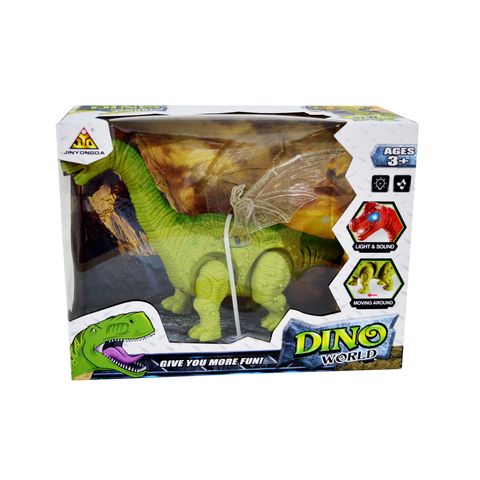 JINYONGDA
AGES
3+
LIGHT & SOUND
MOVING AROUND
GIVE YOU MORE FUN!
DINO
WORLD